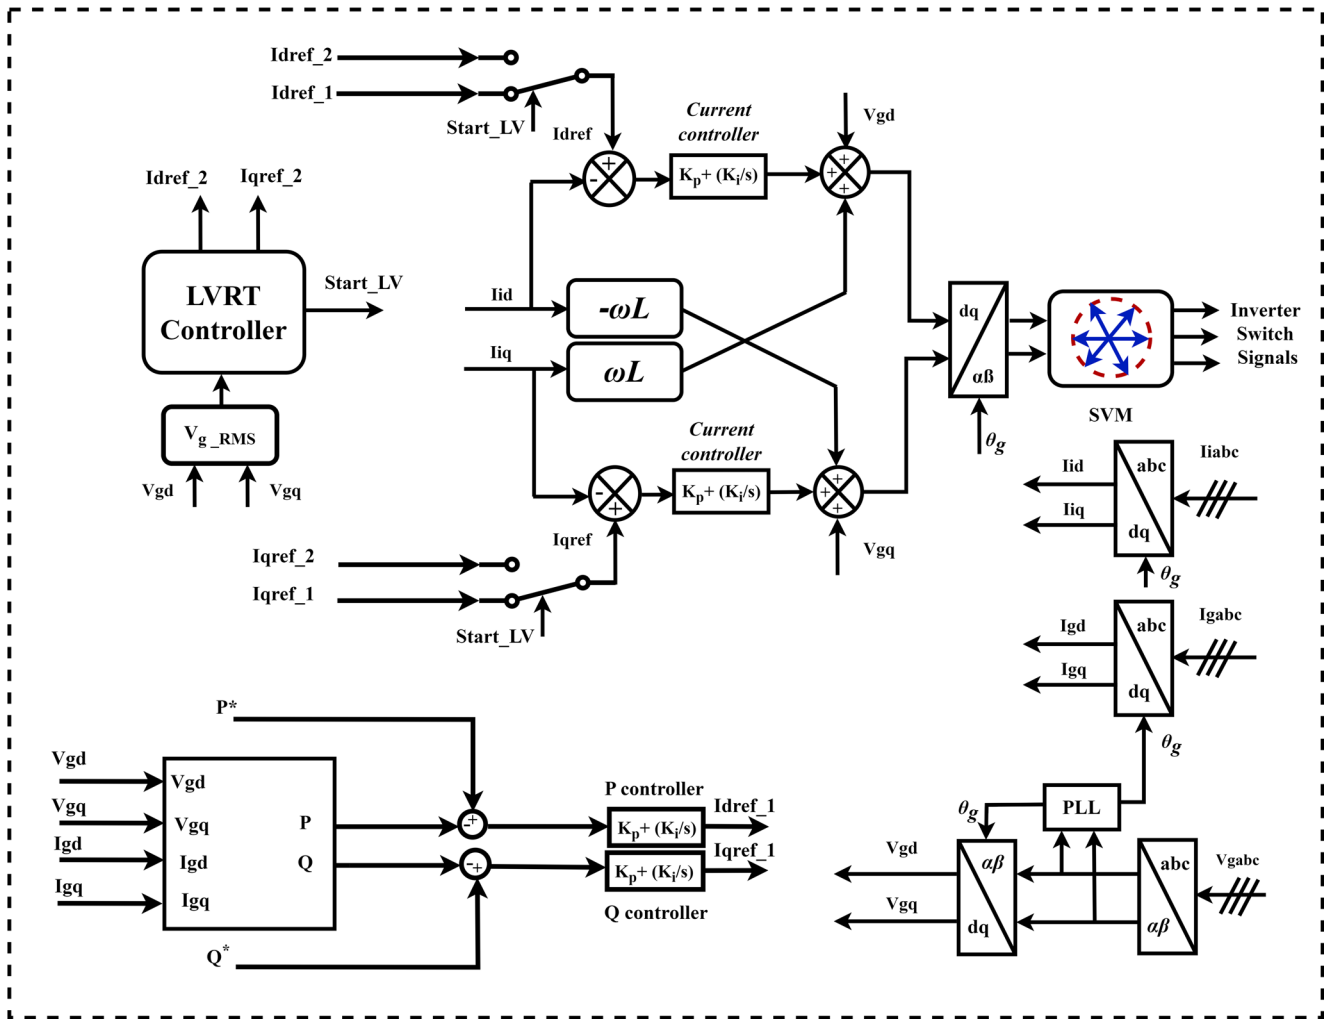 Idref_2
Idref_1
Start_LV
Idref
Current
controller
Kp+ (Ki/s)
Vgd
+
-
+
+
+
Idref_2
Iqref_2
LVRT
Controller
Start_LV
Vg_RMS
Vgd
Vgq
Iid
Iiq
-ωL
ωL
dq
αß
θg
SVM
Inverter
Switch
Signals
Current
controller
Kp+ (Ki/s)
-
+
+
+
+
Vgq
Iqref
Iqref_2
Iqref_1
Start_LV
Iid
Iiq
abc
dq
Iiabc
θg
Igd
Igq
abc
dq
Igabc
θg
P*
Vgd
Vgq
Igd
Igq
Vgd
Vgq
Igd
Igq
P
Q
-+
-+
Q*
P controller
Kp+ (Ki/s)
Idref_1
Kp+ (Ki/s)
Iqref_1
Q controller
θg
PLL
Vgd
Vgq
αβ
dq
abc
αβ
Vgabc